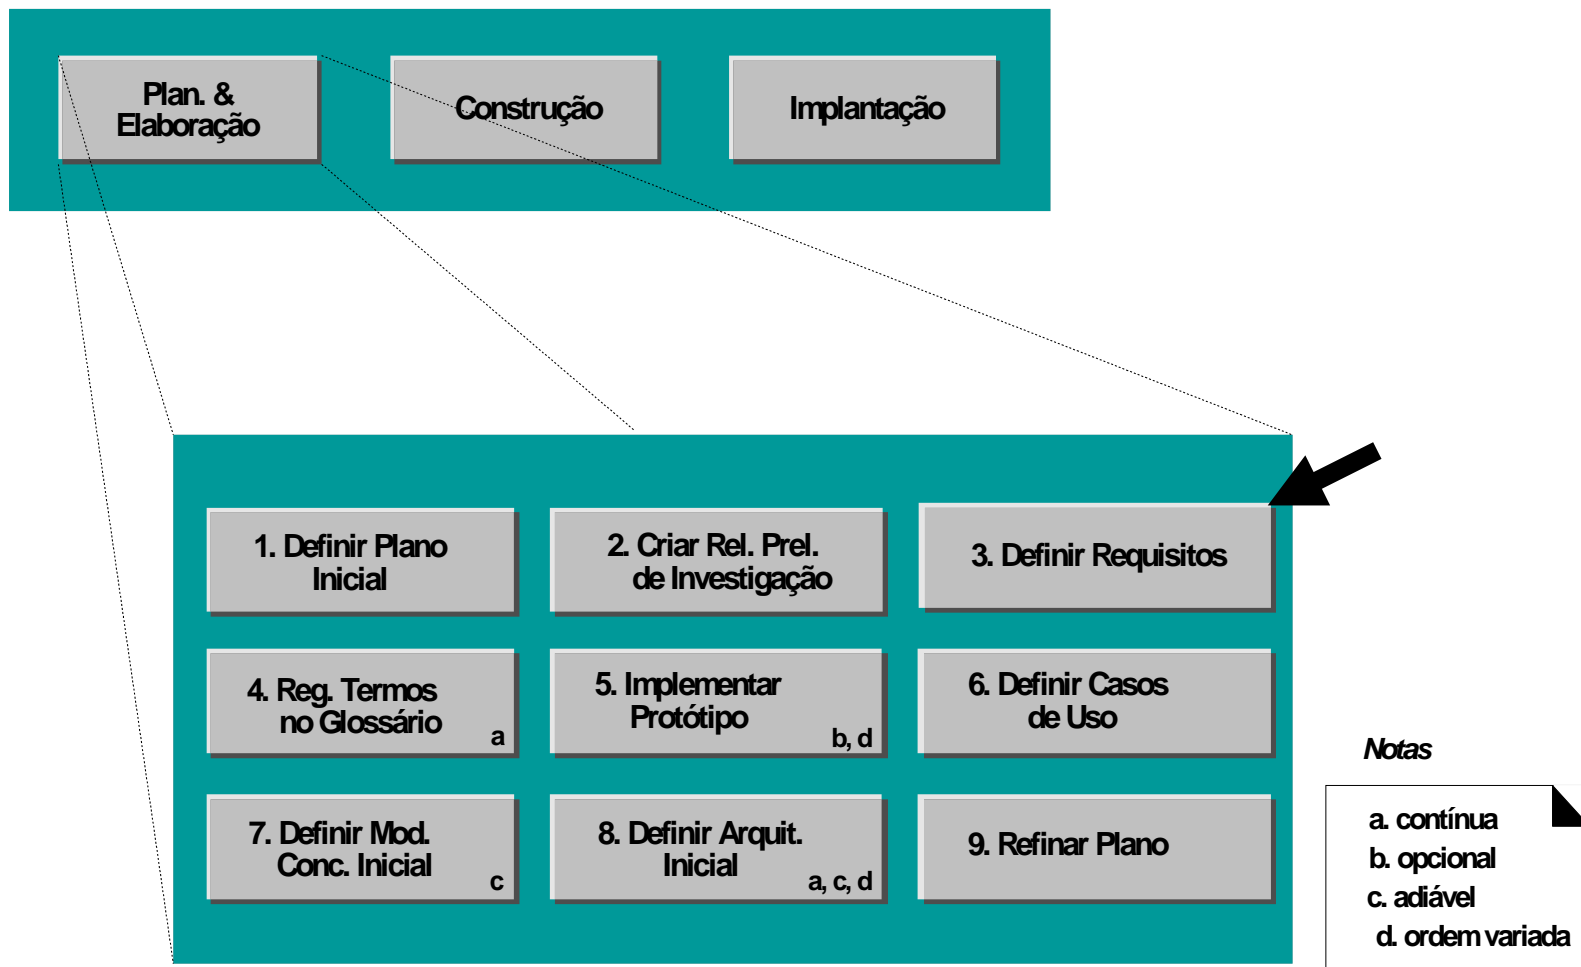 Plan. &
Elaboração
Construção
Implantação
1. Definir Plano
Inicial
2. Criar Rel. Prel.
de Investigação
3. Definir Requisitos
4. Reg. Termos
no Glossário
a
5. Implementar
Protótipo
b, d
6. Definir Casos
de Uso
7. Definir Mod.
Conc. Inicial
c
8. Definir Arquit.
Inicial
a, c, d
9. Refinar Plano
Notas
a. contínua
b. opcional
c. adiável
d. ordem variada